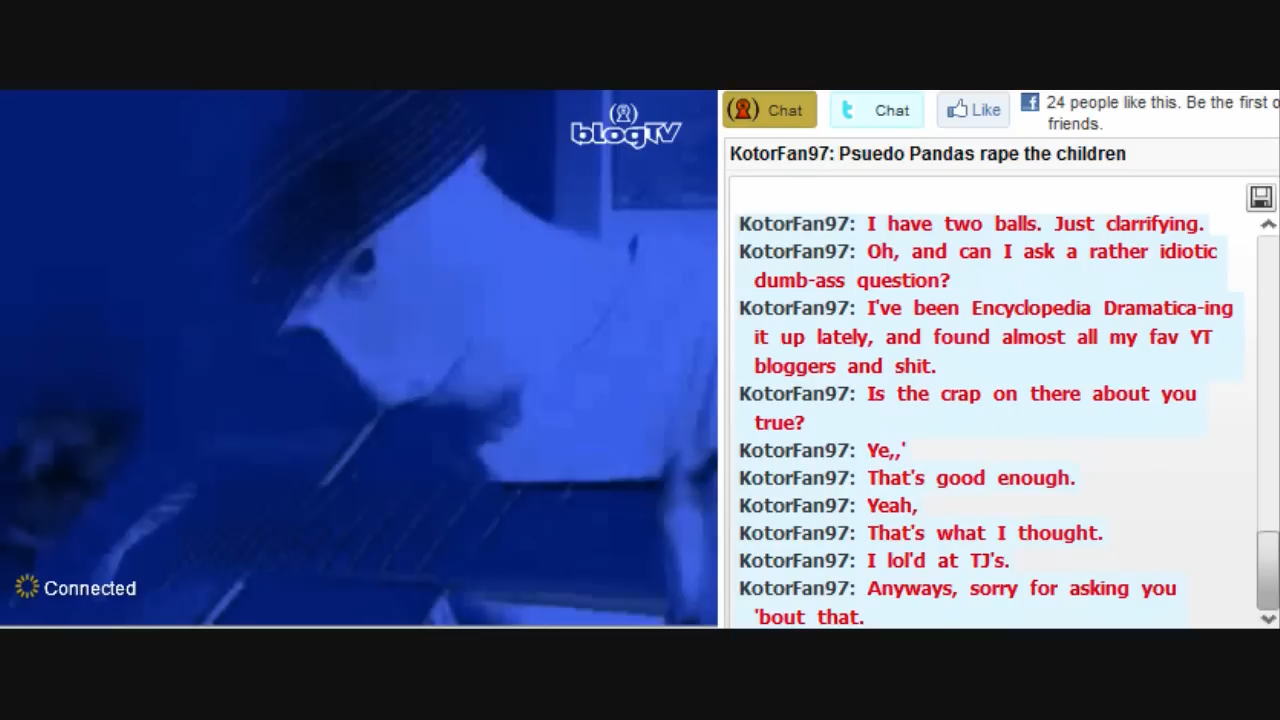 blogTV
Connected
Chat
Chat
Like
24 people like this. Be the first o
friends.
KotorFan97: Psuedo Pandas rape the children
KotorFan97: I have two balls. Just clarrifying.
KotorFan97: Oh, and can I ask a rather idiotic
dumb-ass question?
KotorFan97: I've been Encyclopedia Dramatica-ing
it up lately, and found almost all my fav YT
bloggers and shit.
KotorFan97: Is the crap on there about you
true?
KotorFan97: Ye,,'
KotorFan97: That's good enough.
KotorFan97: Yeah,
KotorFan97: That's what I thought.
KotorFan97: I lol'd at TJ's.
KotorFan97: Anyways, sorry for asking you
'bout that.